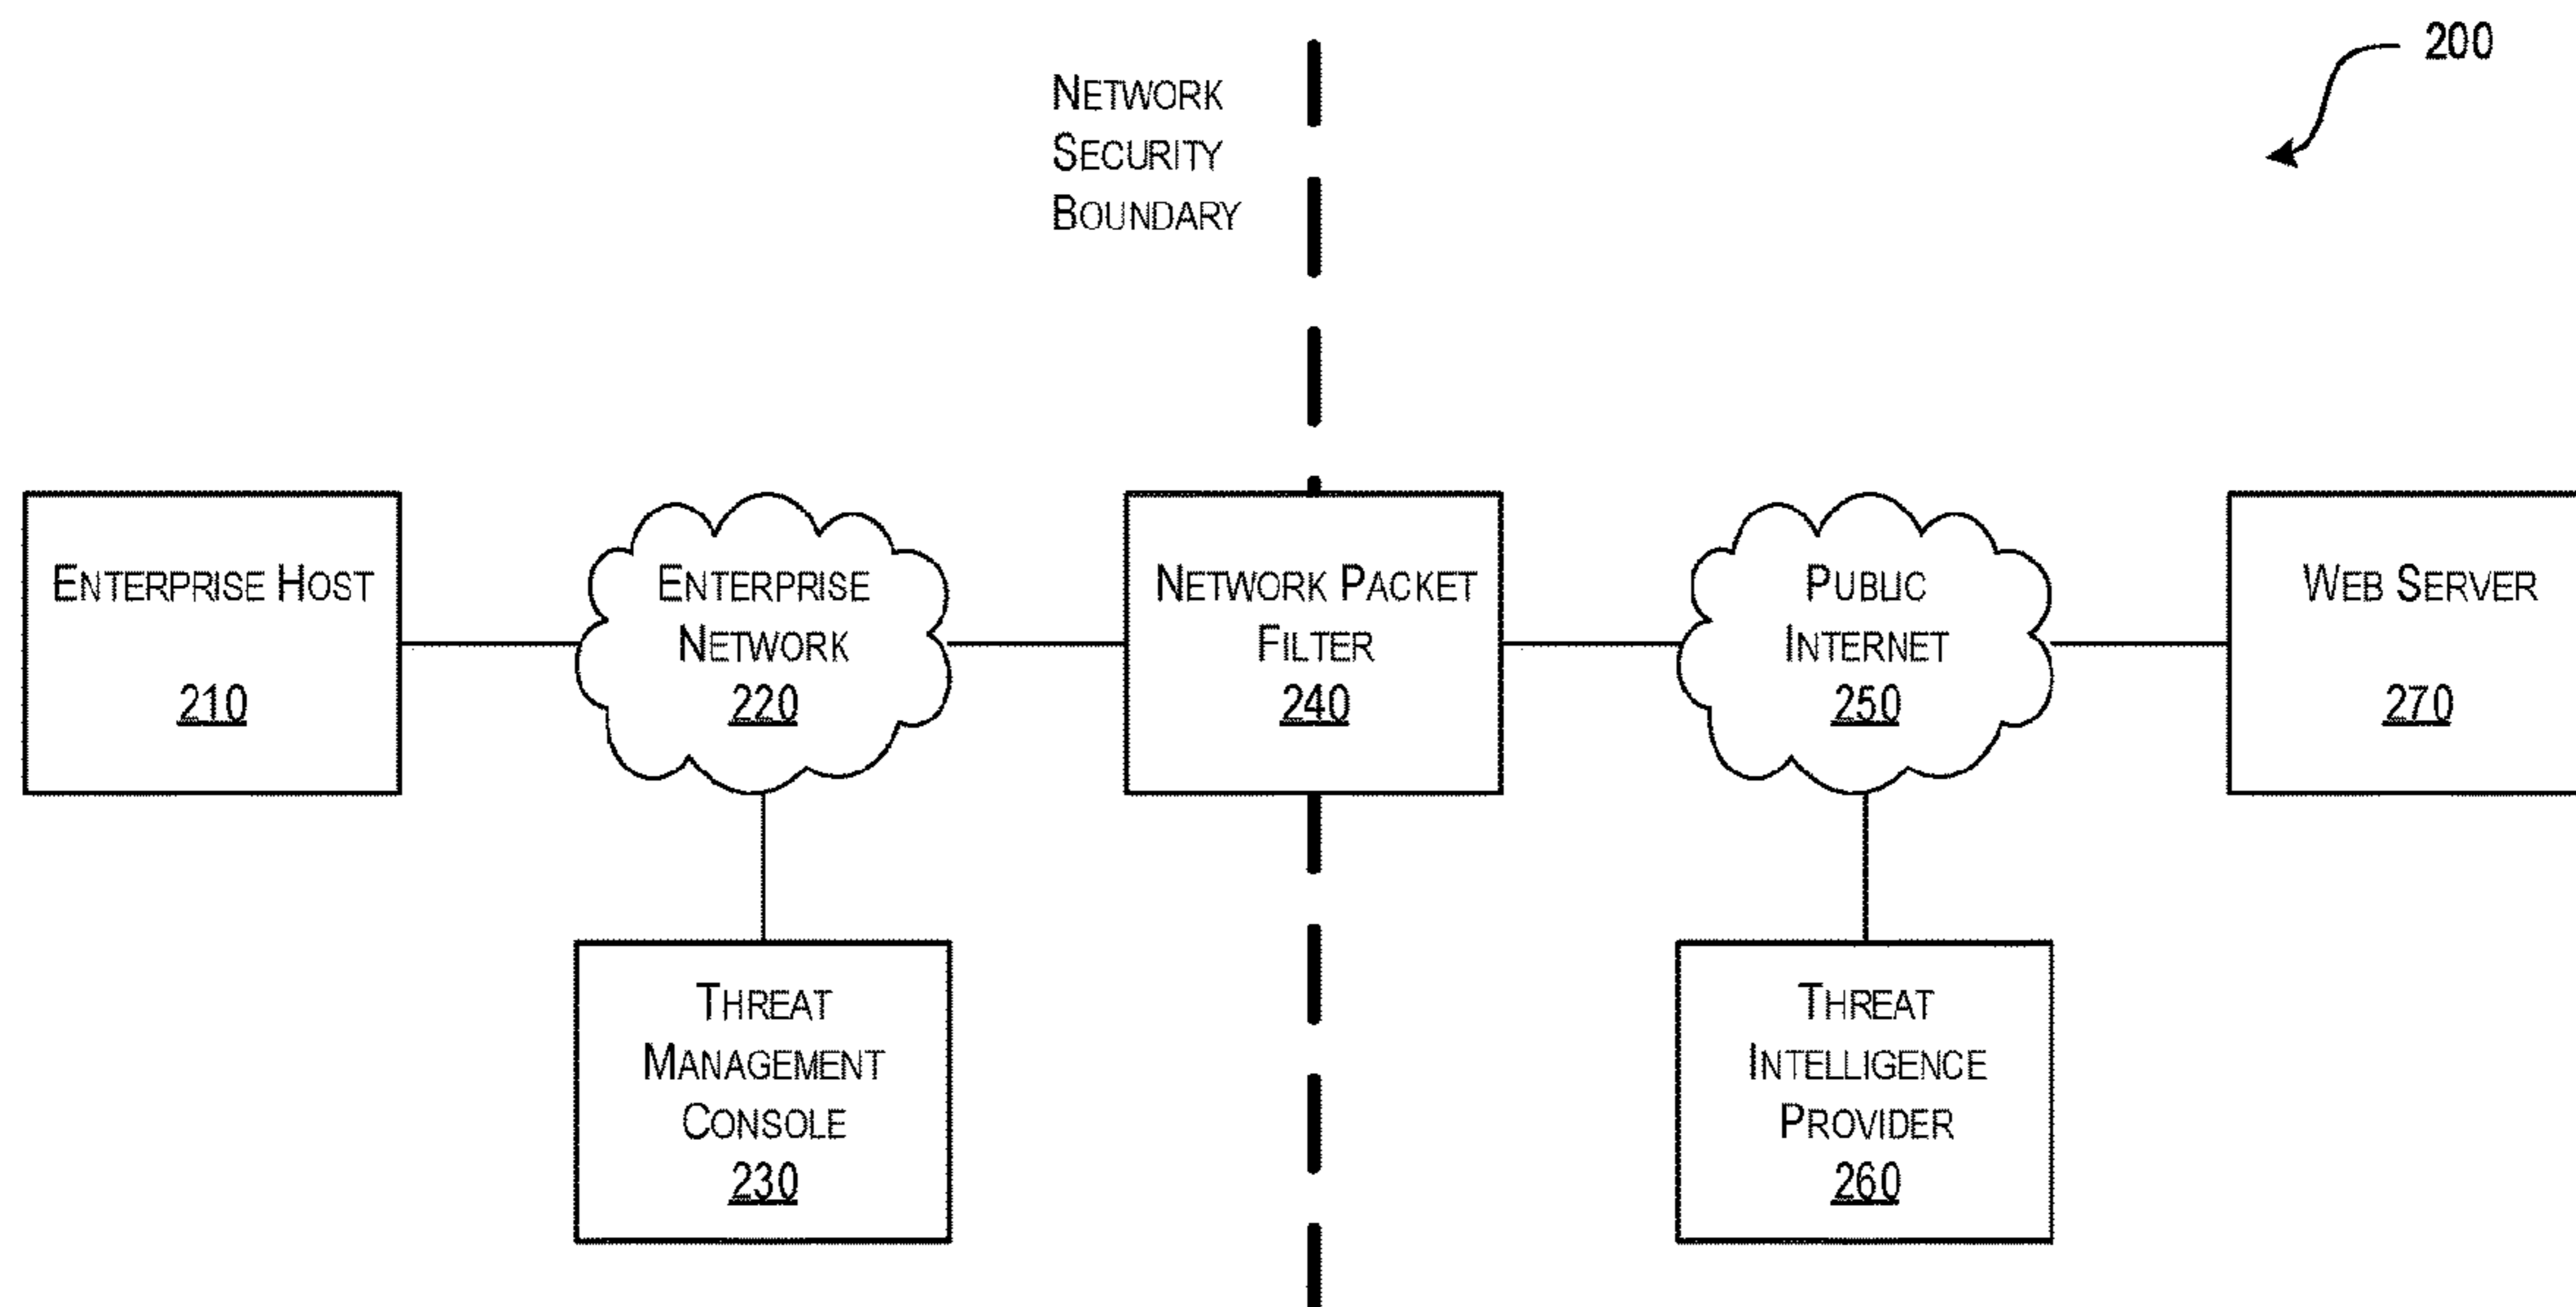 200
NETWORK
SECURITY
BOUNDARY
ENTERPRISE HOST
210
ENTERPRISE
NETWORK
220
NETWORK PACKET
FILTER
240
PUBLIC
INTERNET
250
WEB SERVER
270
THREAT
MANAGEMENT
CONSOLE
230
THREAT
INTELLIGENCE
PROVIDER
260